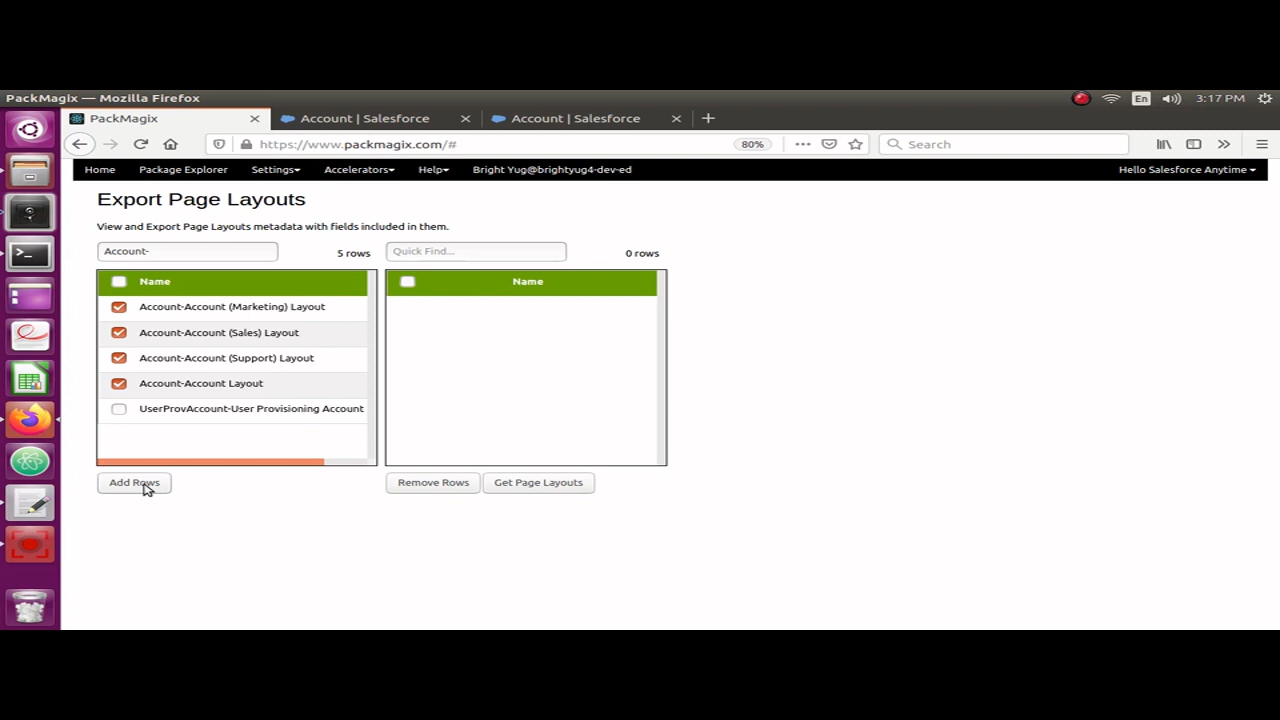 PackMagix — Mozilla Firefox
En
3:17 PM
PackMagix
Account | Salesforce
Account | Salesforce
https://www.packmagix.com/#
80%
Search
Home
Package Explorer
Settings
Accelerators
Help
Bright Yug@brightyug4-dev-ed
Hello Salesforce Anytime
Export Page Layouts
View and Export Page Layouts metadata with fields included in them.
Account-
5 rows
Quick Find...
0 rows
Name
Name
Account-Account (Marketing) Layout
Account-Account (Sales) Layout
Account-Account (Support) Layout
Account-Account Layout
UserProvAccount-User Provisioning Account
Add Rows
Remove Rows
Get Page Layouts